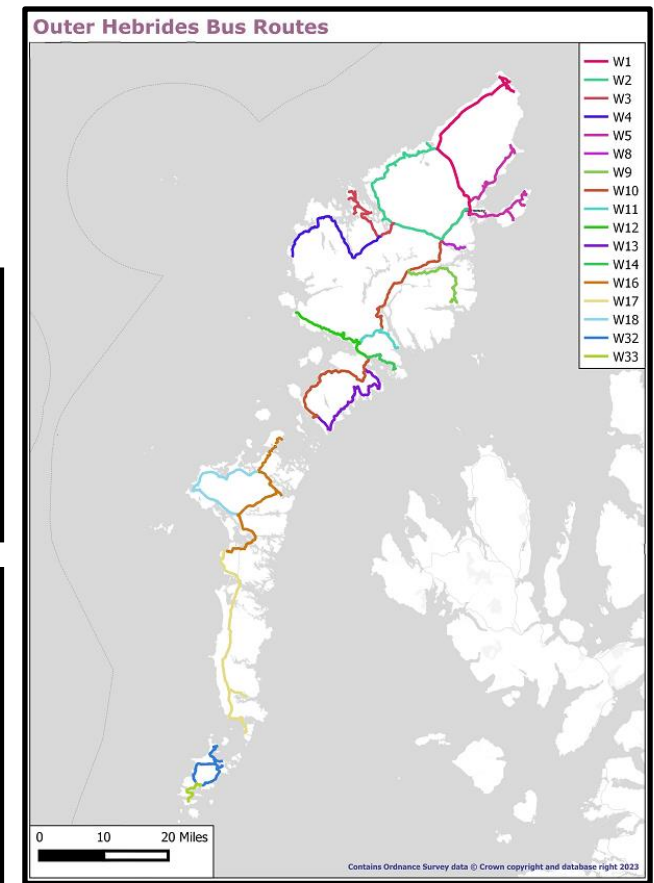 Outer Hebrides Bus Routes
W1
W2
W3
W4
W5
W8
W9
W10
W11
W12
W13
W14
W16
W17
W18
W32
W33
0 10 20 Miles
Contains Ordnance Survey data © Crown copyright and database right 2023